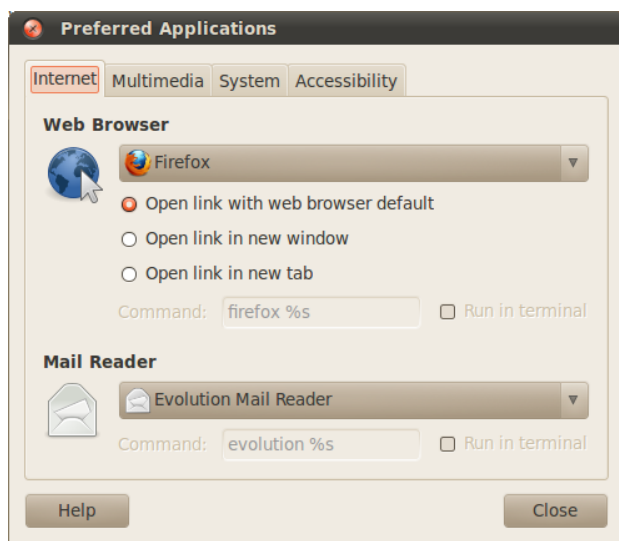 Preferred Applications
Internet Multimedia System Accessibility
Web Browser
Firefox
Open link with web browser default
Open link in new window
Open link in new tab
Command: firefox %s Run in terminal
Mail Reader
Evolution Mail Reader
Command: evolution %s Run in terminal
Help Close